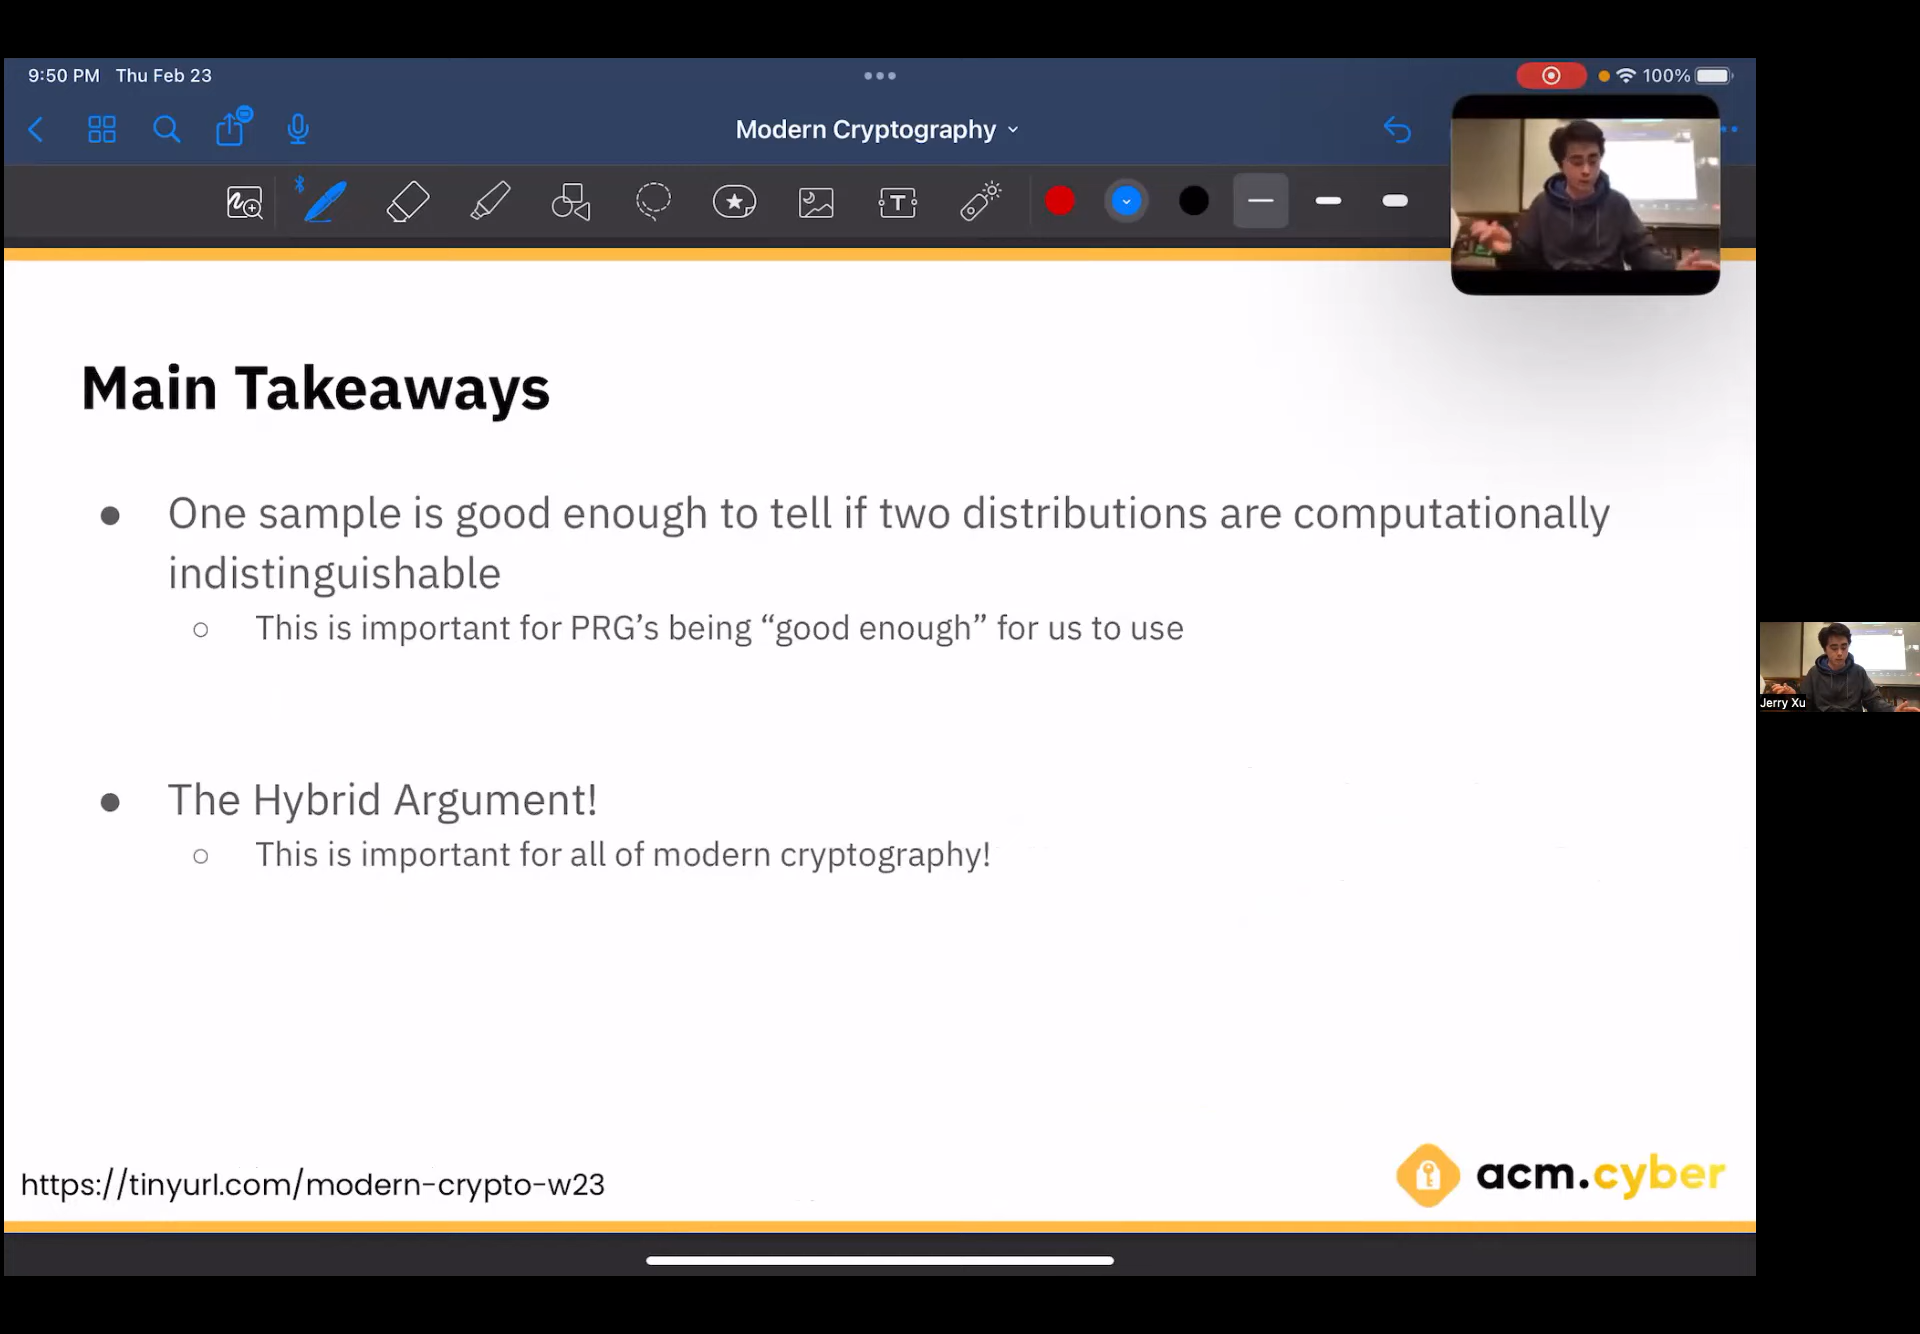 9:50 PM Thu Feb 23
100%
Modern Cryptography
T
Main Takeaways
● One sample is good enough to tell if two distributions are computationally
indistinguishable
○ This is important for PRG’s being “good enough” for us to use
● The Hybrid Argument!
○ This is important for all of modern cryptography!
Jerry Xu
https://tinyurl.com/modern-crypto-w23
acm.cyber